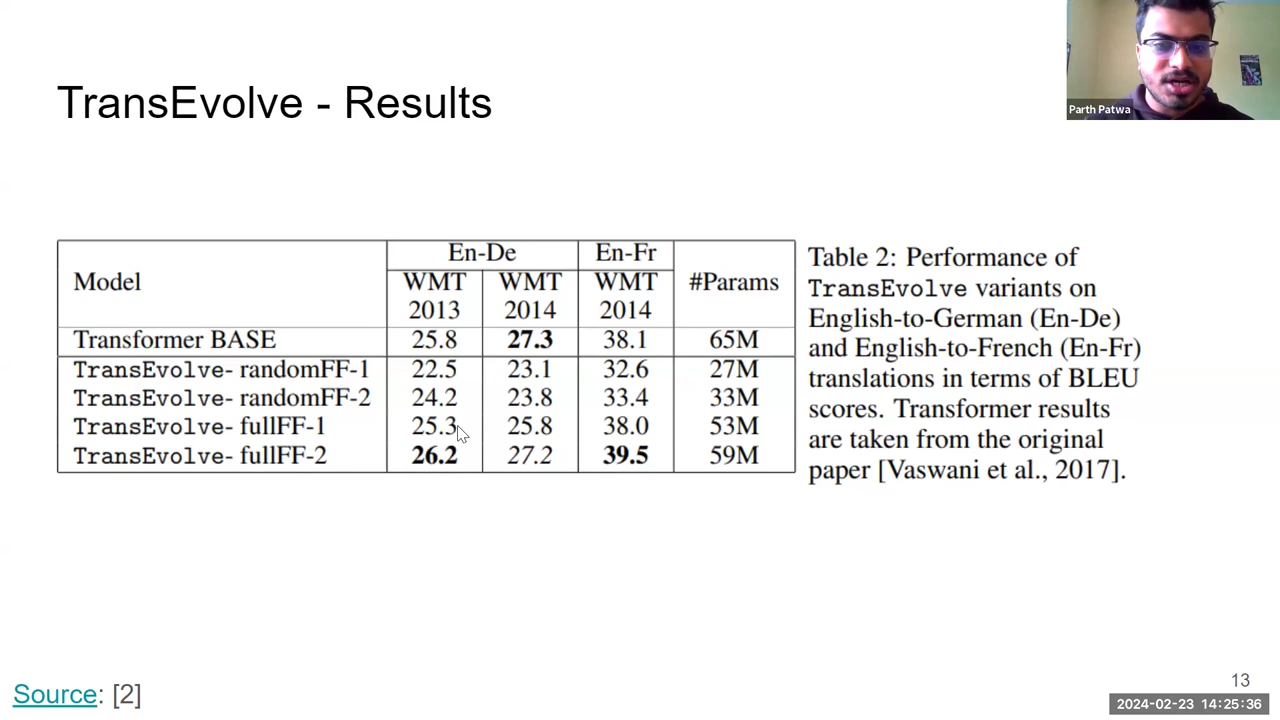 Parth Patwa
TransEvolve - Results
Model En-De En-Fr #Params
WMT 2013 WMT 2014 WMT 2014
Transformer BASE 25.8 27.3 38.1 65M
TransEvolve- randomFF-1 22.5 23.1 32.6 27M
TransEvolve- randomFF-2 24.2 23.8 33.4 33M
TransEvolve- fullFF-1 25.3 25.8 38.0 53M
TransEvolve- fullFF-2 26.2 27.2 39.5 59M
Table 2: Performance of
TransEvolve variants on
English-to-German (En-De)
and English-to-French (En-Fr)
translations in terms of BLEU
scores. Transformer results
are taken from the original
paper [Vaswani et al., 2017].
Source: [2]
13
2024-02-23 14:25:36